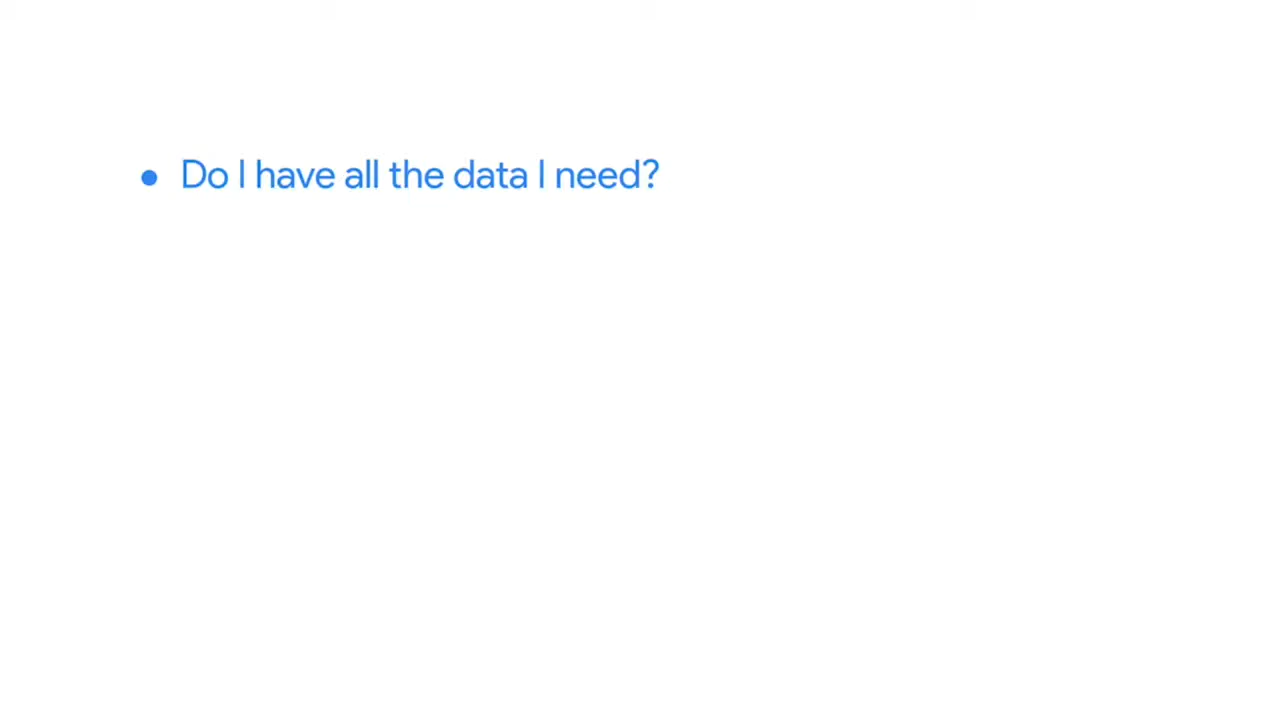 ● Do I have all the data I need?